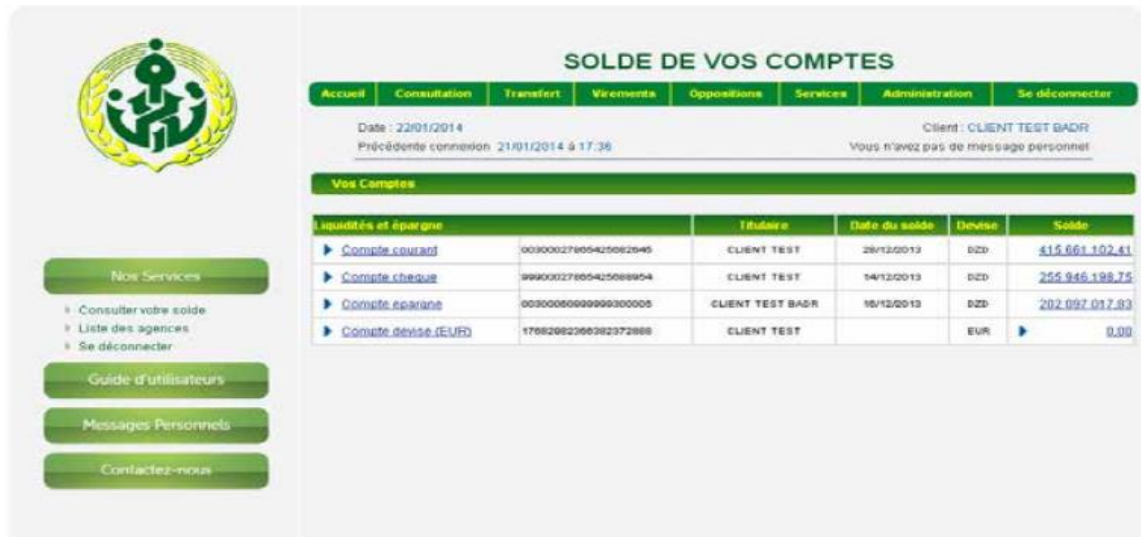 SOLDE DE VOS COMPTES
Accueil Consultation Transfert Virements Oppositions Services Administration Se déconnecter
Date : 22/01/2014 Client : CLIENT TEST BADR
Précédente connexion 21/01/2014 à 17:36 Vous n'avez pas de message personnel
Vos Comptes
Liquidités et épargne Titulaire Date du solde Devise Solde
Compte courant 00300027865425682645 CLIENT TEST 28/12/2013 DZD 415 661 102,41
Compte cheque 99900027865425688954 CLIENT TEST 14/12/2013 DZD 255 946 198,75
Compte eparqne 00300060999999300005 CLIENT TEST BADR 16/12/2013 DZD 202 097 017,83
Compte devise (EUR) 17682982366382372888 CLIENT TEST EUR 0,00
Nos Services
Consulter votre solde
Liste des agences
Se déconnecter
Guide d'utilisateurs
Messages Personnels
Contactez-nous